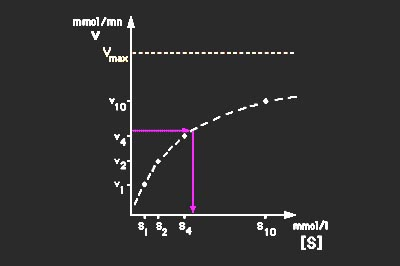 mmol/mn
V
Vmax
v10
v4
v2
v1
s1 s2 s4 s10
mmol/l
[S]